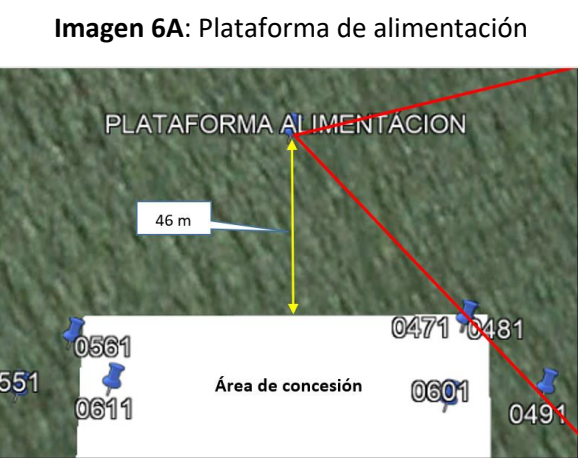 Imagen 6A: Plataforma de alimentación
PLATAFORMA ALIMENTACION
46 m
0471 0481
0561
551 0611 Área de concesión 0601 0491